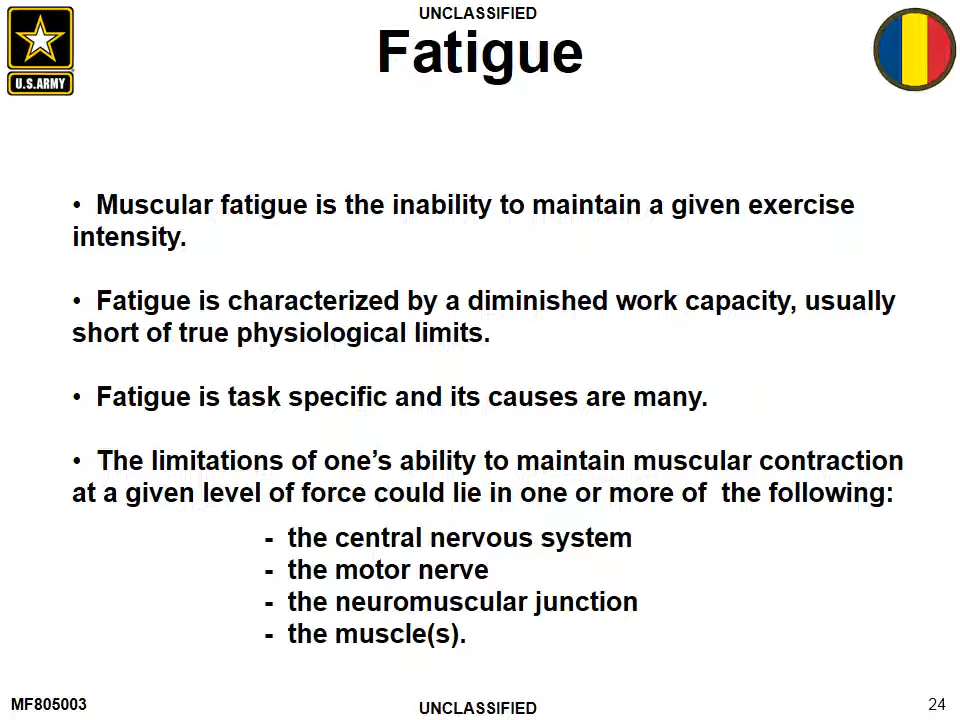 UNCLASSIFIED
Fatigue
U.S.ARMY
• Muscular fatigue is the inability to maintain a given exercise
intensity.
• Fatigue is characterized by a diminished work capacity, usually
short of true physiological limits.
• Fatigue is task specific and its causes are many.
• The limitations of one’s ability to maintain muscular contraction
at a given level of force could lie in one or more of the following:
- the central nervous system
- the motor nerve
- the neuromuscular junction
- the muscle(s).
MF805003
UNCLASSIFIED
24